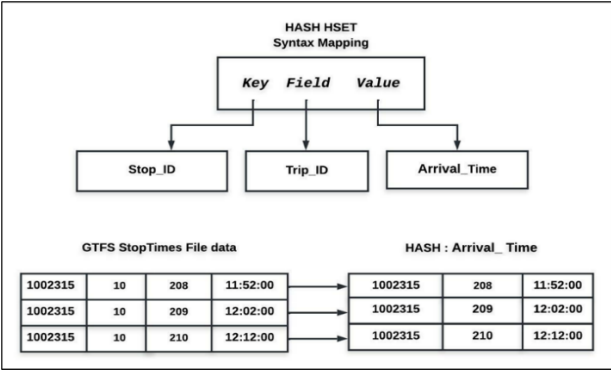 HASH HSET
Syntax Mapping
Key Field Value
Stop_ID Trip_ID Arrival_Time
GTFS StopTimes File data HASH : Arrival_ Time
1002315 10 208 11:52:00 1002315 208 11:52:00
1002315 10 209 12:02:00 1002315 209 12:02:00
1002315 10 210 12:12:00 1002315 210 12:12:00